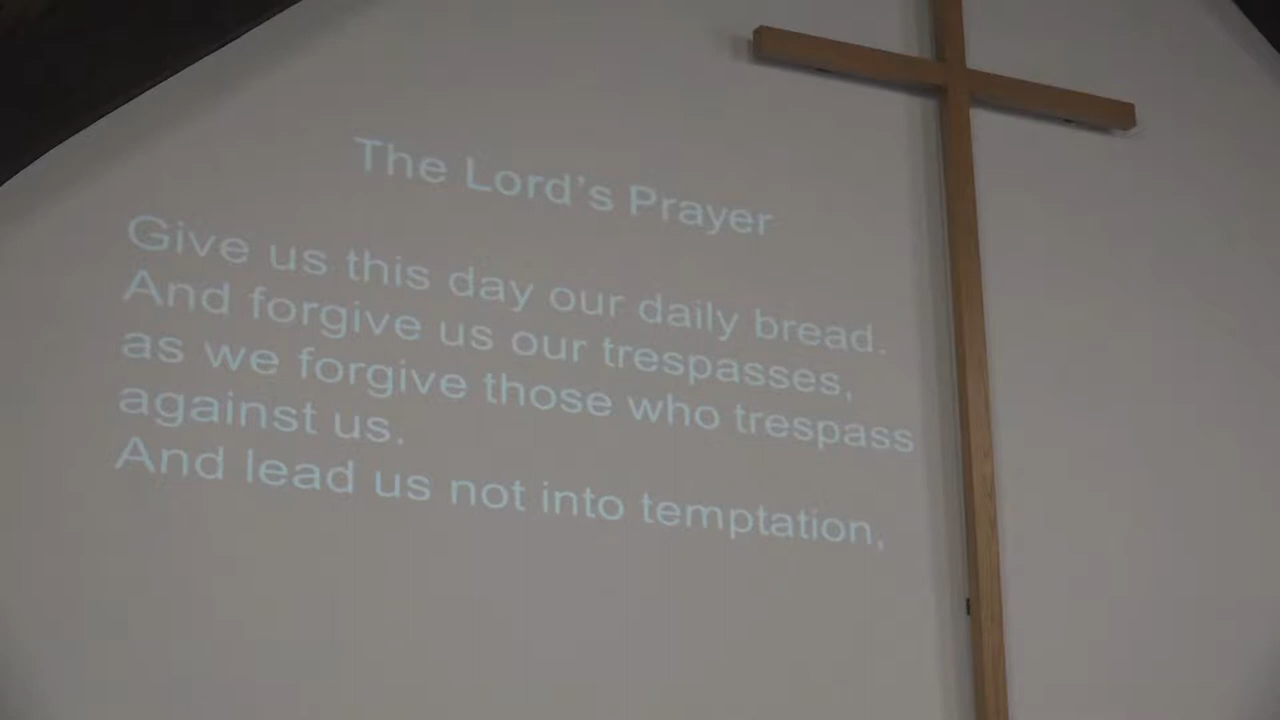 The Lord’s Prayer
Give us this day our daily bread.
And forgive us our trespasses,
as we forgive those who trespass
against us.
And lead us not into temptation,